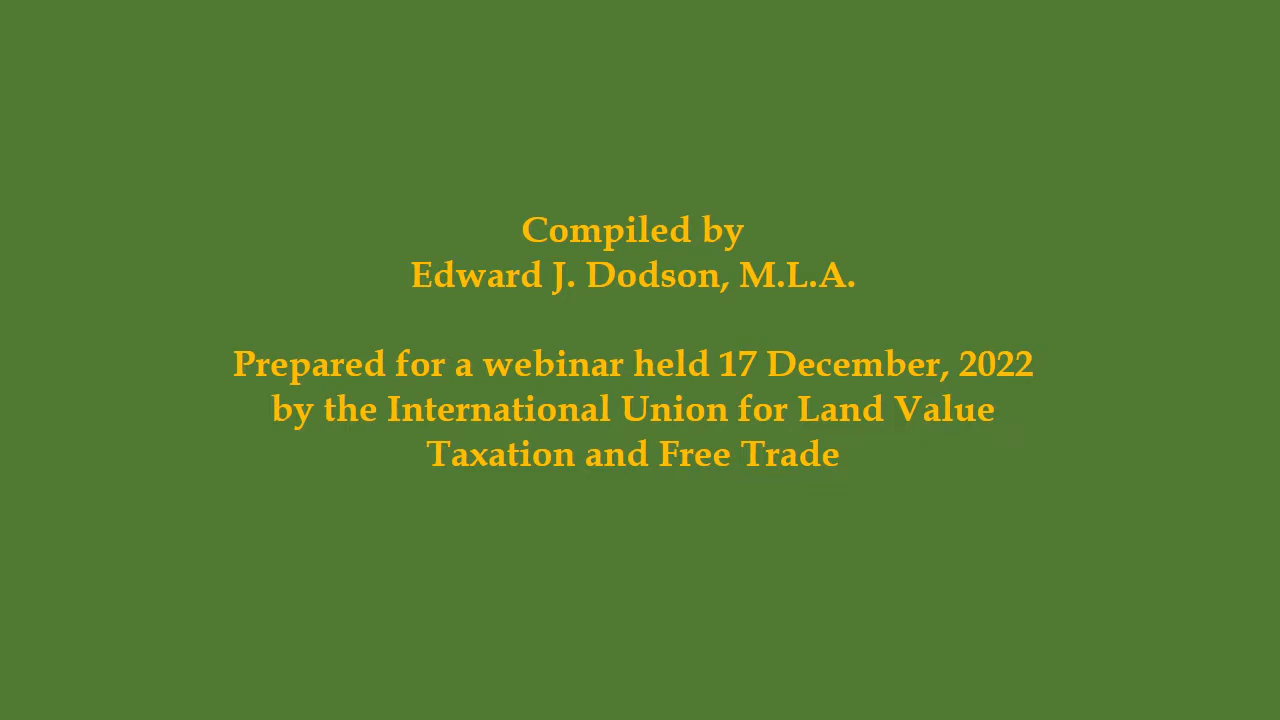 Compiled by
Edward J. Dodson, M.L.A.
Prepared for a webinar held 17 December, 2022
by the International Union for Land Value
Taxation and Free Trade